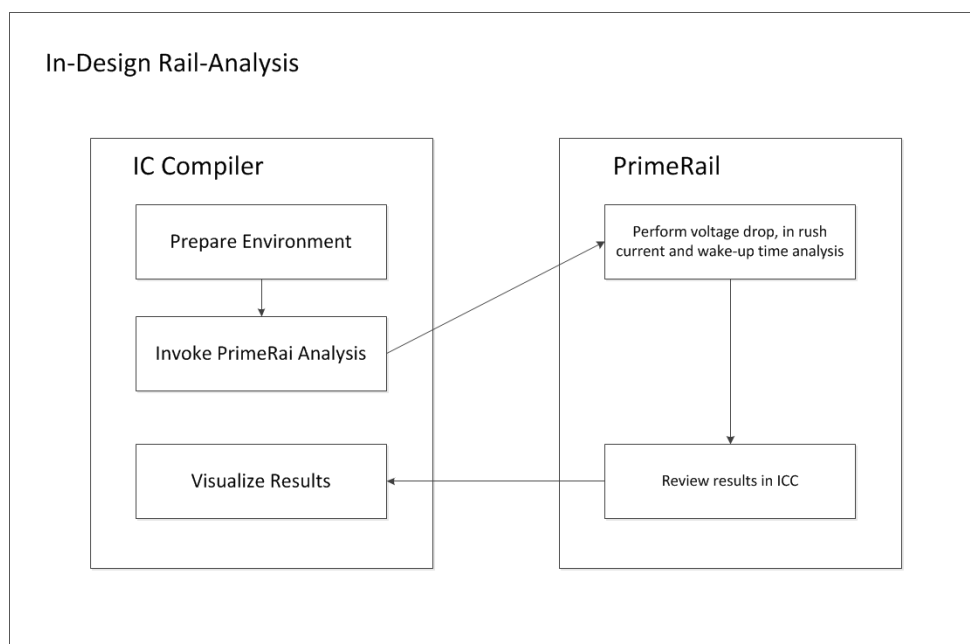 In-Design Rail-Analysis
IC Compiler
Prepare Environment
Invoke PrimeRai Analysis
Visualize Results
PrimeRail
Perform voltage drop, in rush
current and wake-up time analysis
Review results in ICC